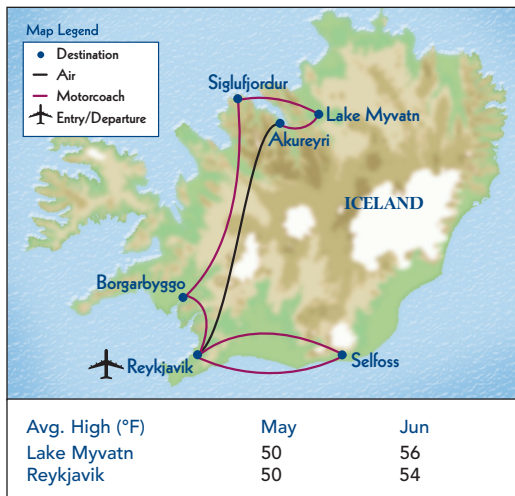 Map Legend
Destination
Air
Motorcoach
Entry/Departure
Siglufjordur
Lake Myvatn
Akureyri
ICELAND
Borgarbyggo
Reykjavik
Selfoss
Avg. High (°F) May Jun
Lake Myvatn 50 56
Reykjavik 50 54